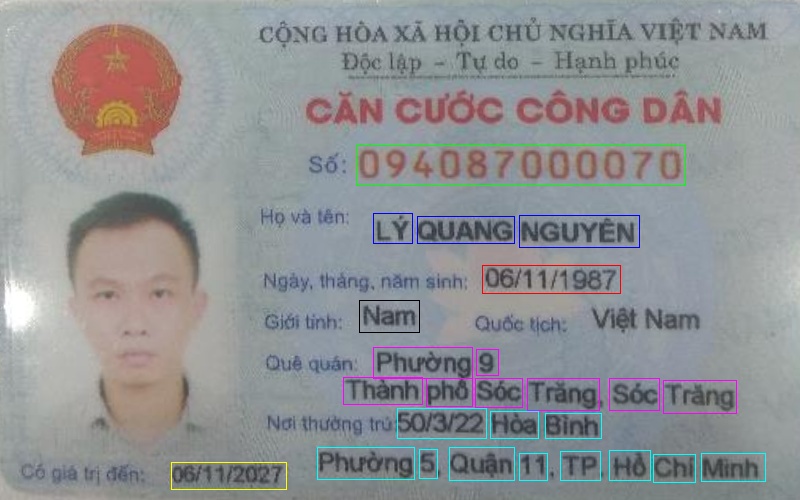 CỘNG HÒA XÃ HỘI CHỦ NGHĨA VIỆT NAM
Độc lập - Tự do - Hạnh phúc
CĂN CƯỚC CÔNG DÂN
Số: 094087000070
Họ và tên: LÝ QUANG NGUYÊN
Ngày, tháng, năm sinh: 06/11/1987
Giới tính: Nam Quốc tịch: Việt Nam
Quê quán: Phường 9
Thành phố Sóc Trăng, Sóc Trăng
Nơi thường trú: 50/3/22 Hòa Bình
Phường 5, Quận 11, TP. Hồ Chí Minh
Có giá trị đến: 06/11/2027